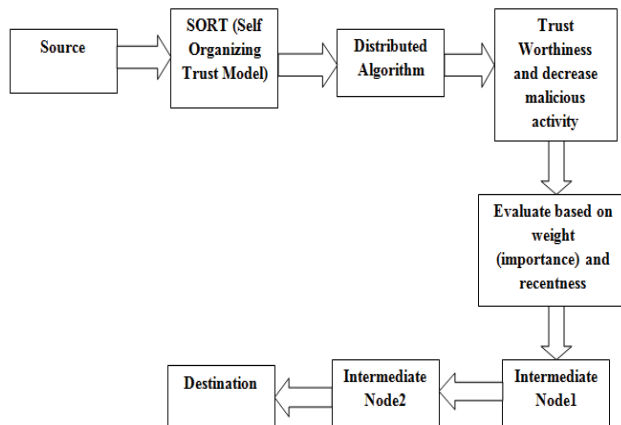 Source
SORT (Self
Organizing
Trust Model)
Distributed
Algorithm
Trust
Worthiness
and decrease
malicious
activity
Evaluate based on
weight
(importance) and
recentness
Destination
Intermediate
Node2
Intermediate
Node1